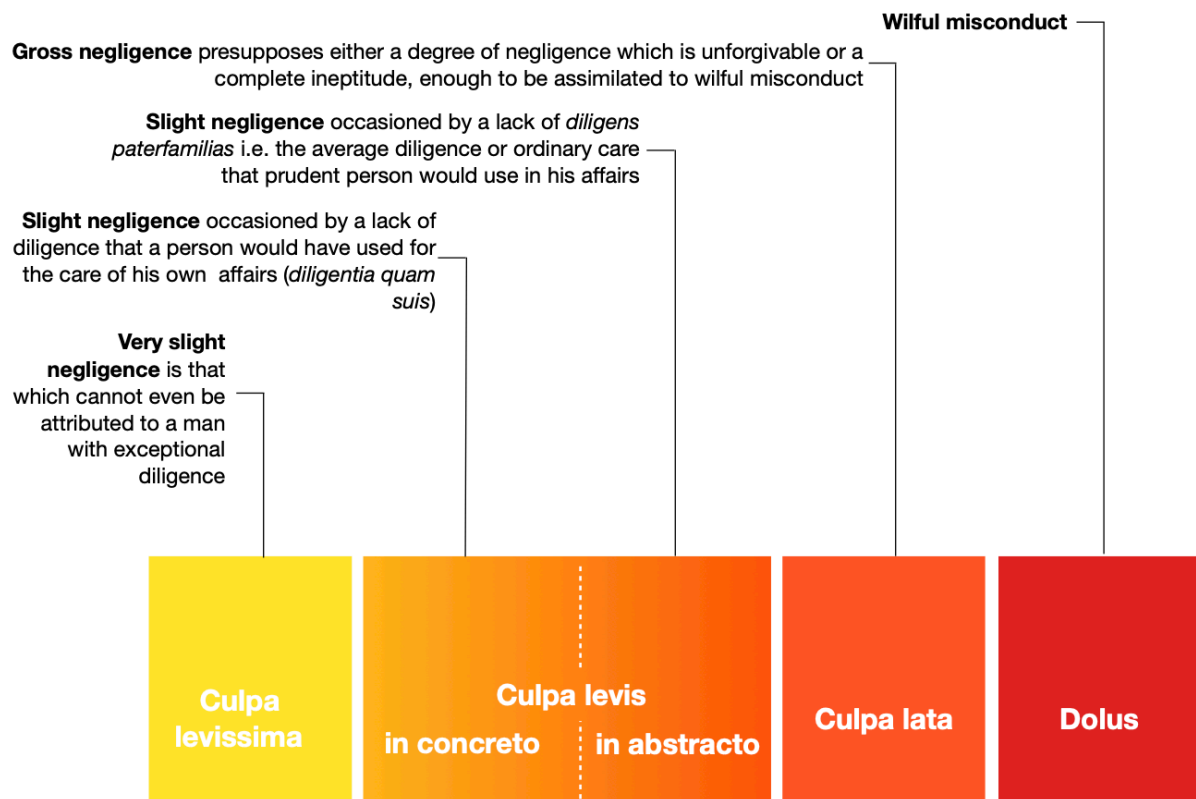 Wilful misconduct
Gross negligence presupposes either a degree of negligence which is unforgivable or a
complete ineptitude, enough to be assimilated to wilful misconduct
Slight negligence occasioned by a lack of diligens
paterfamilias i.e. the average diligence or ordinary care
that prudent person would use in his affairs
Slight negligence occasioned by a lack of
diligence that a person would have used for
the care of his own affairs (diligentia quam
suis)
Very slight
negligence is that
which cannot even be
attributed to a man
with exceptional
diligence
Culpa
levissima
Culpa levis
in concreto
in abstracto
Culpa lata
Dolus